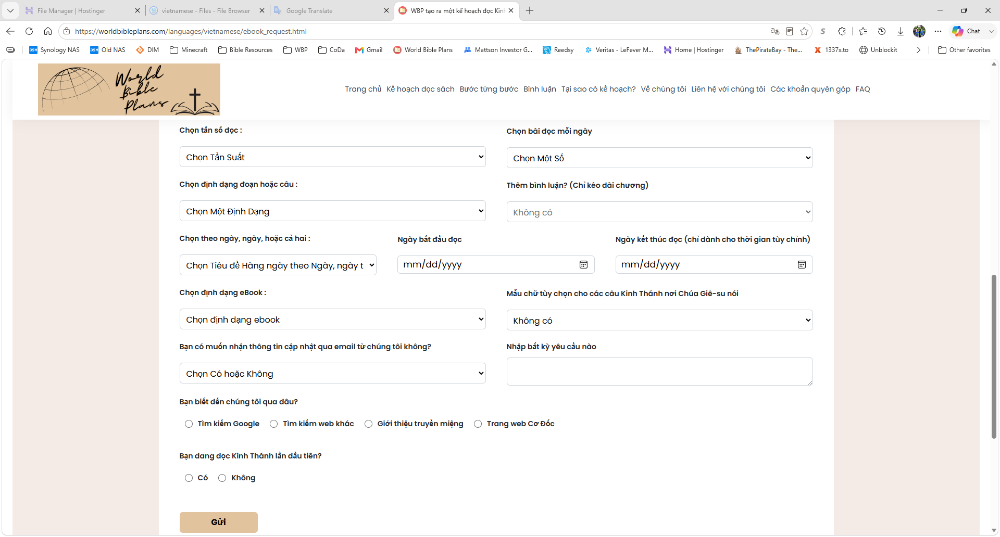 File Manager | Hostinger
vietnamese - Files - File Browser
Google Translate
WBP tạo ra một kế hoạch đọc Kinh
https://worldbibleplans.com/languages/vietnamese/ebook_request.html
Chat
Synology NAS
Old NAS
DIM
Minecraft
Bible Resources
WBP
CoDa
Gmail
World Bible Plans
Mattson Investor G...
Reedsy
Veritas - LeFever M...
Home | Hostinger
ThePirateBay - The...
1337x.to
Unblockit
Other favorites
World
Bible
Plans
Trang chủ Kế hoạch đọc sách Bước từng bước Bình luận Tại sao có kế hoạch? Về chúng tôi Liên hệ với chúng tôi Các khoản quyên góp FAQ
Chọn tần số đọc :
Chọn bài đọc mỗi ngày
Chọn Tần Suất
Chọn Một Số
Chọn định dạng đoạn hoặc câu :
Thêm bình luận? (Chỉ kéo dài chương)
Chọn Một Định Dạng
Không có
Chọn theo ngày, ngày, hoặc cả hai :
Ngày bắt đầu đọc
Ngày kết thúc đọc (chỉ dành cho thời gian tùy chỉnh)
Chọn Tiêu đề Hàng ngày theo Ngày, ngày t
mm/dd/yyyy
mm/dd/yyyy
Chọn định dạng eBook :
Mẫu chữ tùy chọn cho các câu Kinh Thánh nơi Chúa Giê-su nói
Chọn định dạng ebook
Không có
Bạn có muốn nhận thông tin cập nhật qua email từ chúng tôi không?
Nhập bất kỳ yêu cầu nào
Chọn Có hoặc Không
Bạn biết đến chúng tôi qua đâu?
Tìm kiếm Google
Tìm kiếm web khác
Giới thiệu truyền miệng
Trang web Cơ Đốc
Bạn đang đọc Kinh Thánh lần đầu tiên?
Có
Không
Gửi